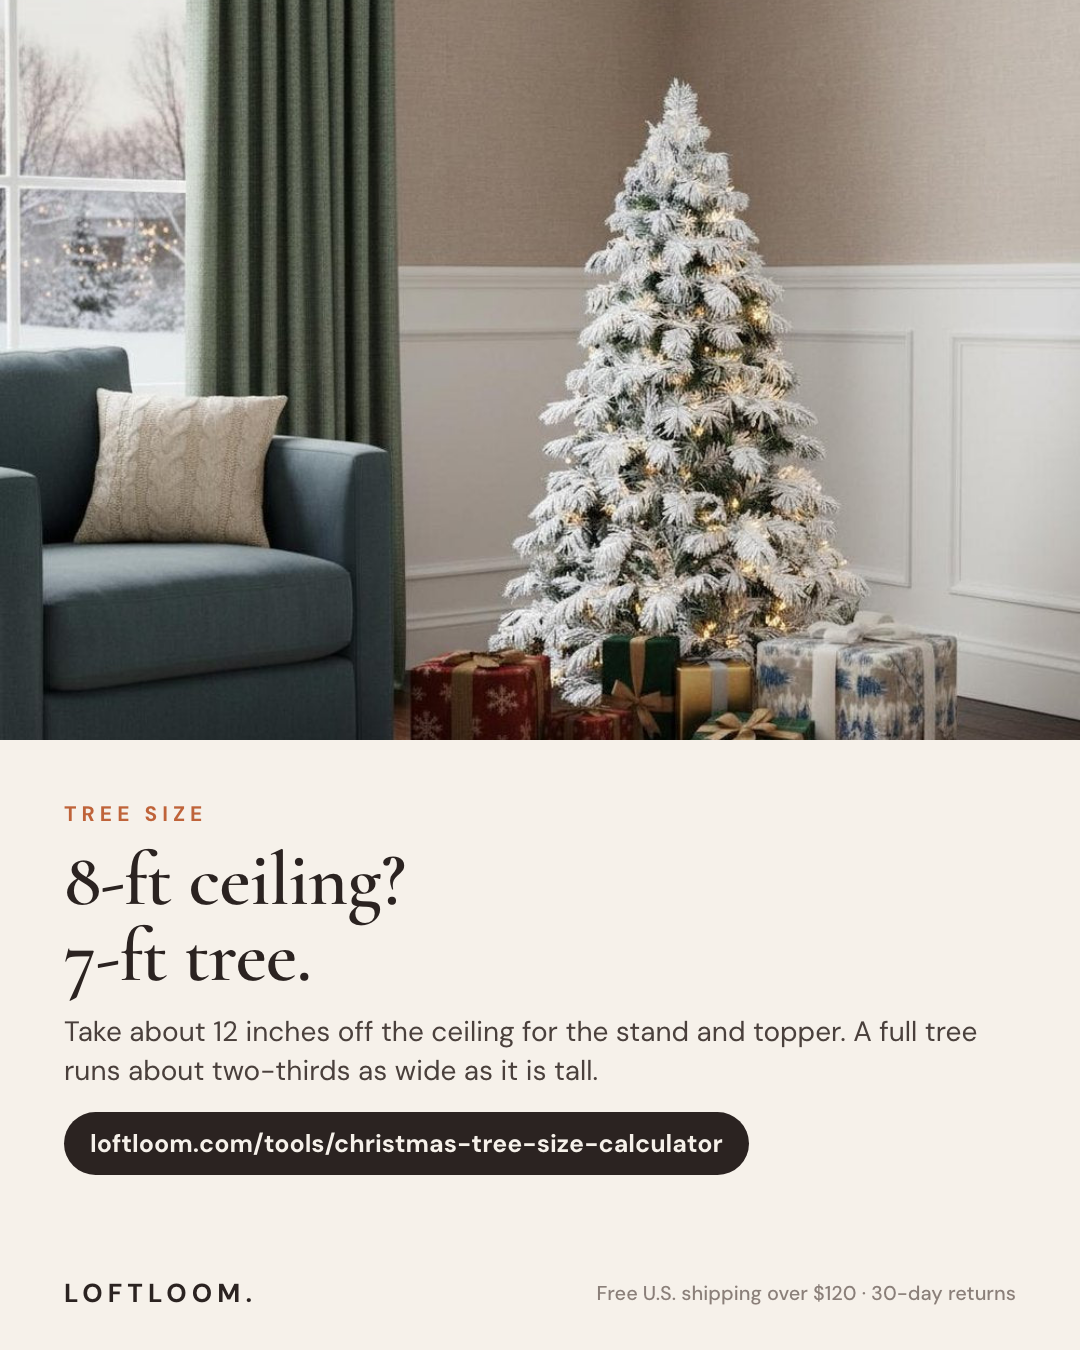 TREE SIZE
8-ft ceiling?
7-ft tree.
Take about 12 inches off the ceiling for the stand and topper. A full tree
runs about two-thirds as wide as it is tall.
loftloom.com/tools/christmas-tree-size-calculator
LOFTLOOM.
Free U.S. shipping over $120 · 30-day returns